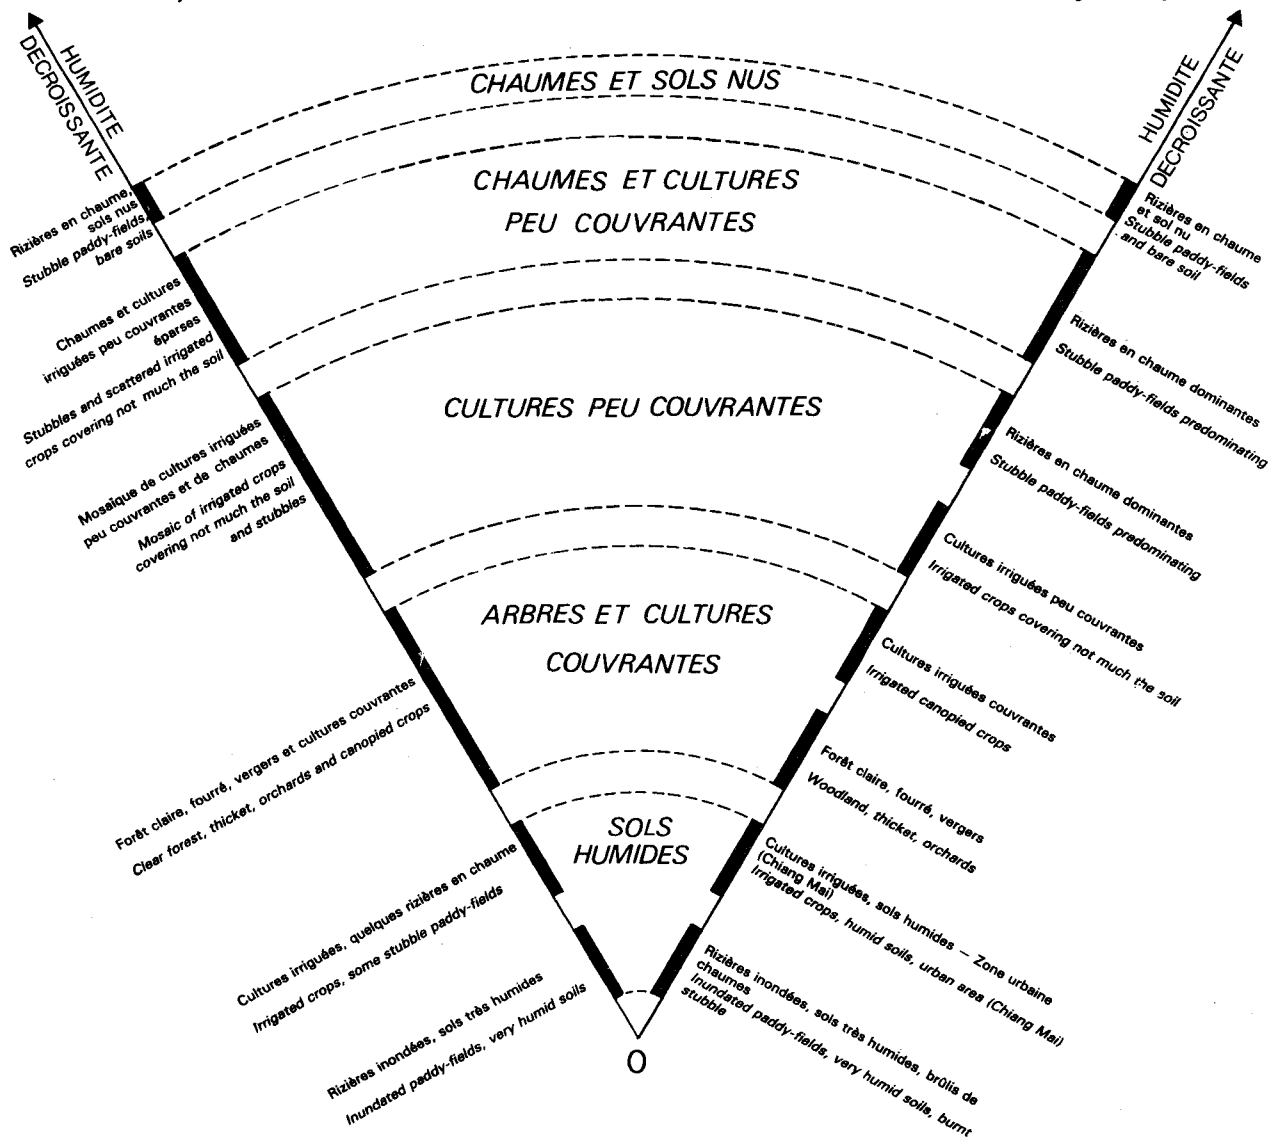 HUMIDITE
DECROISSANTE
HUMIDITE
DECROISSANTE
CHAUMES ET SOLS NUS
CHAUMES ET CULTURES
PEU COUVRANTES
CULTURES PEU COUVRANTES
ARBRES ET CULTURES
COUVRANTES
SOLS
HUMIDES
O
Rizières en chaume,
sols nus
Stubble paddy-fields,
bare soils
Chaumes et cultures
irriguées peu couvrantes
éparses
Stubbles and scattered irrigated
crops covering not much the soil
Mosaïque de cultures irriguées
peu couvrantes et de chaumes
Mosaic of irrigated crops
covering not much the soil
and stubbles
Forêt claire, fourré, vergers et cultures couvrantes
Clear forest, thicket, orchards and canopied crops
Cultures irriguées, quelques rizières en chaume
Irrigated crops, some stubble paddy-fields
Rizières inondées, sols très humides
Inundated paddy-fields, very humid soils
Rizières en chaume
et sol nu
Stubble paddy-fields
and bare soil
Rizières en chaume dominantes
Stubble paddy-fields predominating
Rizières en chaume dominantes
Stubble paddy-fields predominating
Cultures irriguées peu couvrantes
Irrigated crops covering not much the soil
Cultures irriguées couvrantes
Irrigated canopied crops
Forêt claire, fourré, vergers
Woodland, thicket, orchards
Cultures irriguées, sols humides – Zone urbaine
(Chiang Mai)
Irrigated crops, humid soils, urban area (Chiang Mai)
Rizières inondées, sols très humides, brûlis de
chaumes
Inundated paddy-fields, very humid soils, burnt
stubble